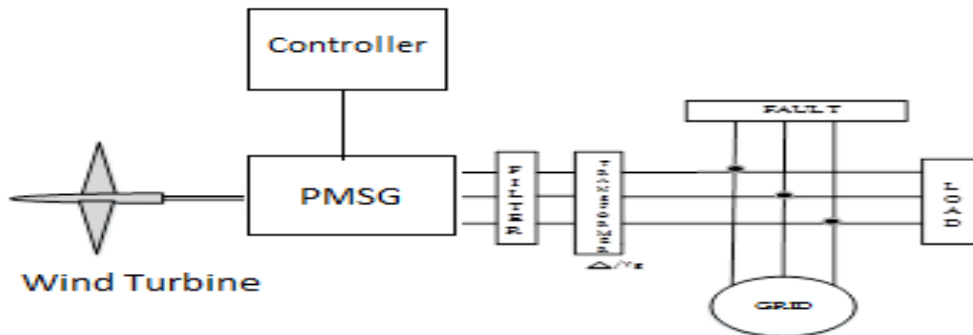 Controller
FAULT
PMSG
FILTER
LOAD
Wind Turbine
GRID